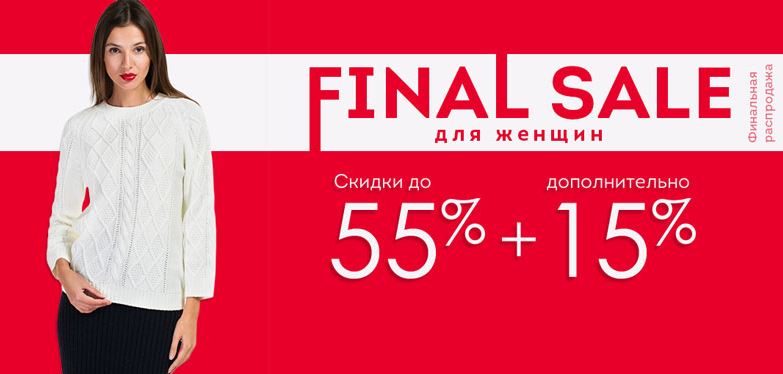 FINAL SALE
для женщин
Финальная
распродажа
Скидки до
дополнительно
55% + 15%